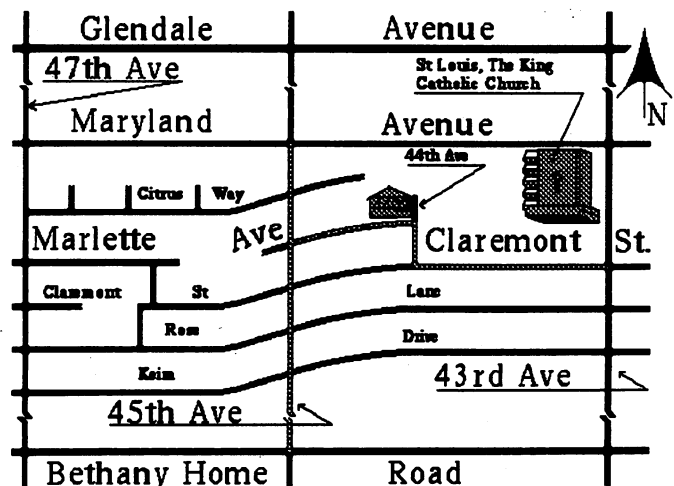 Glendale Avenue
47th Ave
St Louis, The King
Catholic Church
N
Maryland Avenue
44th Ave
Citrus Way
Marlette Ave
Claremont St.
Claremont St
Lane
Rose
Drive
Keim
43rd Ave
45th Ave
Bethany Home Road